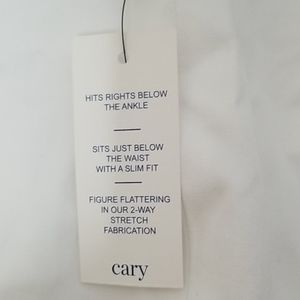 HITS RIGHTS BELOW
THE ANKLE
SITS JUST BELOW
THE WAIST
WITH A SLIM FIT
FIGURE FLATTERING
IN OUR 2-WAY
STRETCH
FABRICATION
cary